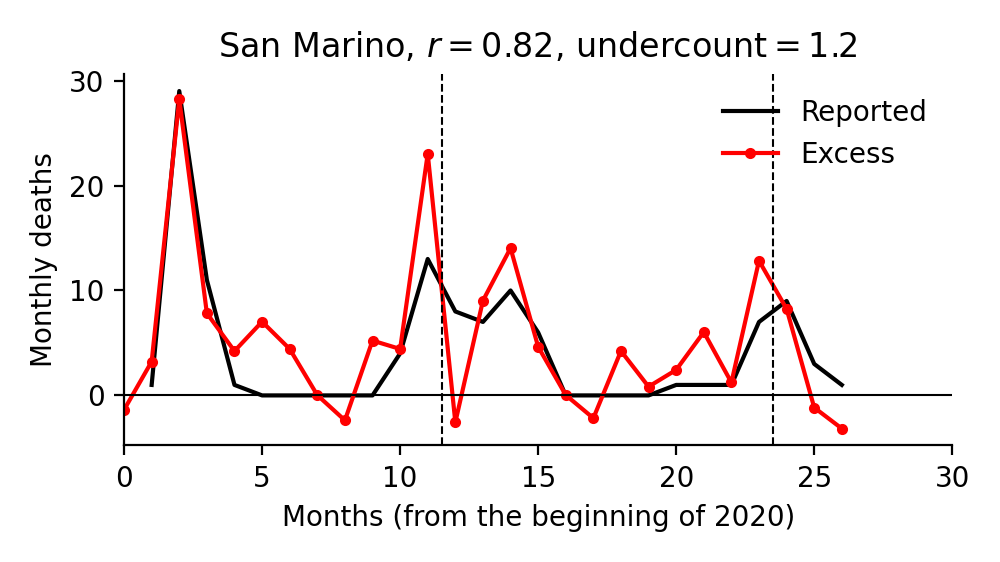 San Marino, r = 0.82, undercount = 1.2
Reported
Excess
Monthly deaths
30
20
10
0
0 5 10 15 20 25 30
Months (from the beginning of 2020)